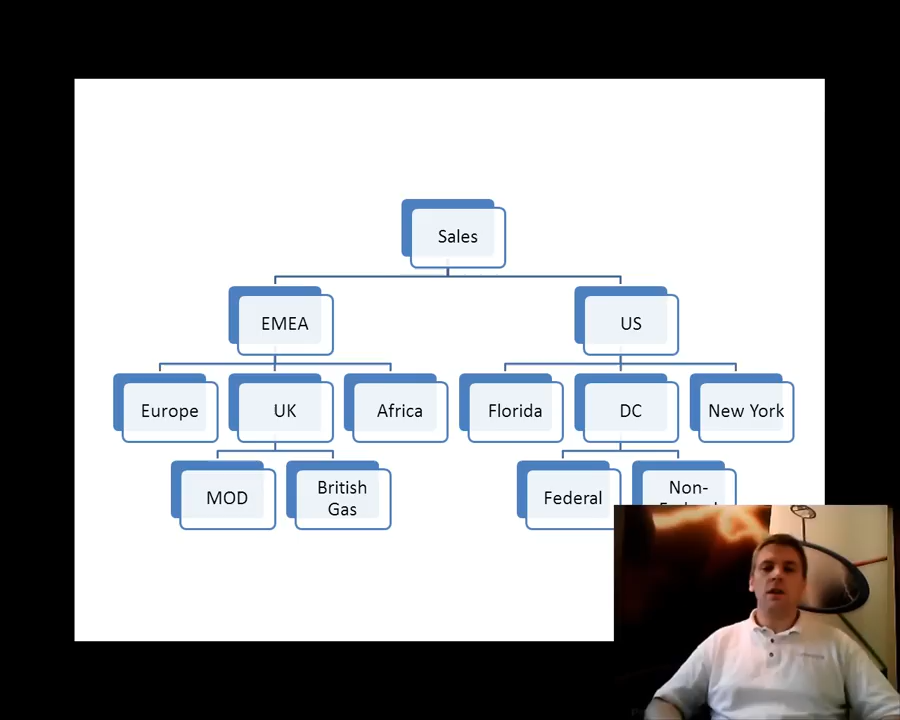 Sales
EMEA
US
Europe
UK
Africa
Florida
DC
New York
MOD
British
Gas
Federal
Non-